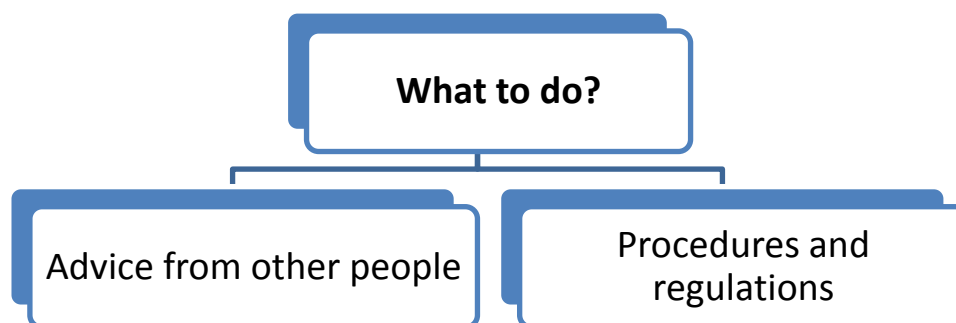 What to do?
Advice from other people
Procedures and
regulations